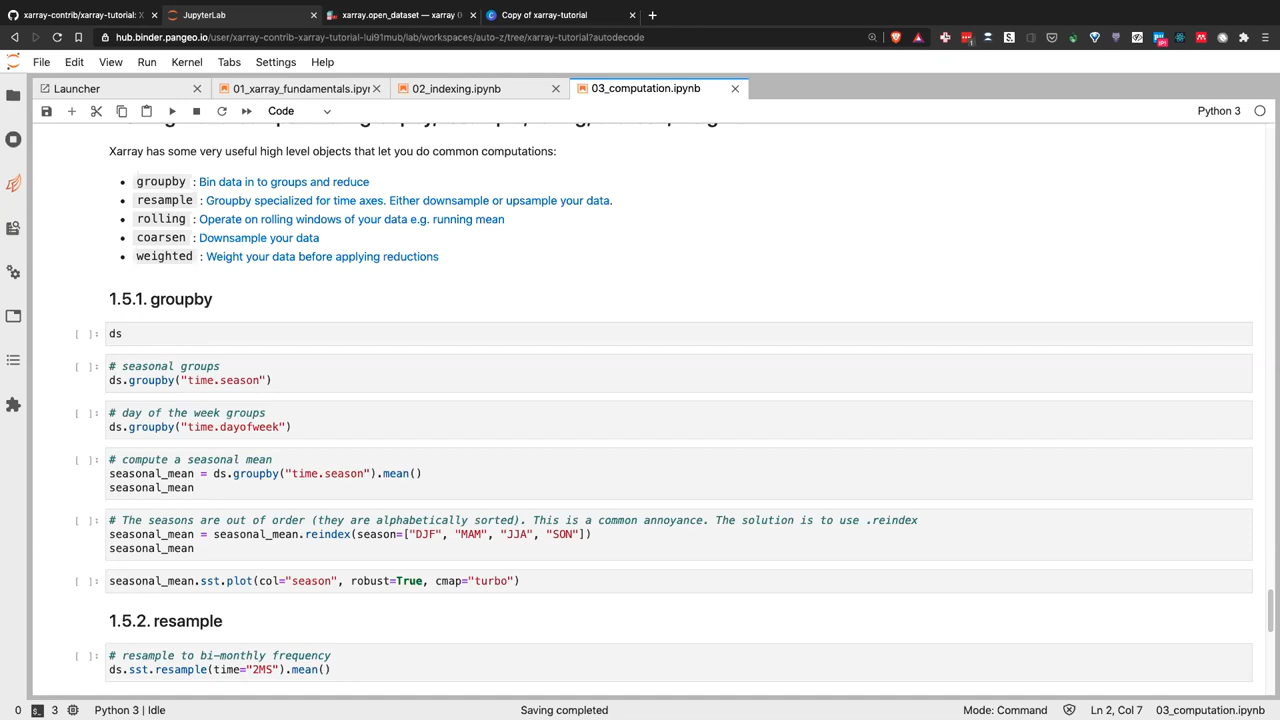 xarray-contrib/xarray-tutorial: X
JupyterLab
xarray.open_dataset — xarray
Copy of xarray-tutorial
hub.binder.pangeo.io/user/xarray-contrib-xarray-tutorial-lui91mub/lab/workspaces/auto-z/tree/xarray-tutorial?autodecode
File Edit View Run Kernel Tabs Settings Help
Launcher
01_xarray_fundamentals.ipyr
02_indexing.ipynb
03_computation.ipynb
Code
Python 3
Xarray has some very useful high level objects that let you do common computations:
groupby : Bin data in to groups and reduce
resample : Groupby specialized for time axes. Either downsample or upsample your data.
rolling : Operate on rolling windows of your data e.g. running mean
coarsen : Downsample your data
weighted : Weight your data before applying reductions
1.5.1. groupby
[ ]: ds
[ ]: # seasonal groups
ds.groupby("time.season")
[ ]: # day of the week groups
ds.groupby("time.dayofweek")
[ ]: # compute a seasonal mean
seasonal_mean = ds.groupby("time.season").mean()
seasonal_mean
[ ]: # The seasons are out of order (they are alphabetically sorted). This is a common annoyance. The solution is to use .reindex
seasonal_mean = seasonal_mean.reindex(season=["DJF", "MAM", "JJA", "SON"])
seasonal_mean
[ ]: seasonal_mean.sst.plot(col="season", robust=True, cmap="turbo")
1.5.2. resample
[ ]: # resample to bi-monthly frequency
ds.sst.resample(time="2MS").mean()
0 3 Python 3 | Idle Saving completed Mode: Command Ln 2, Col 7 03_computation.ipynb